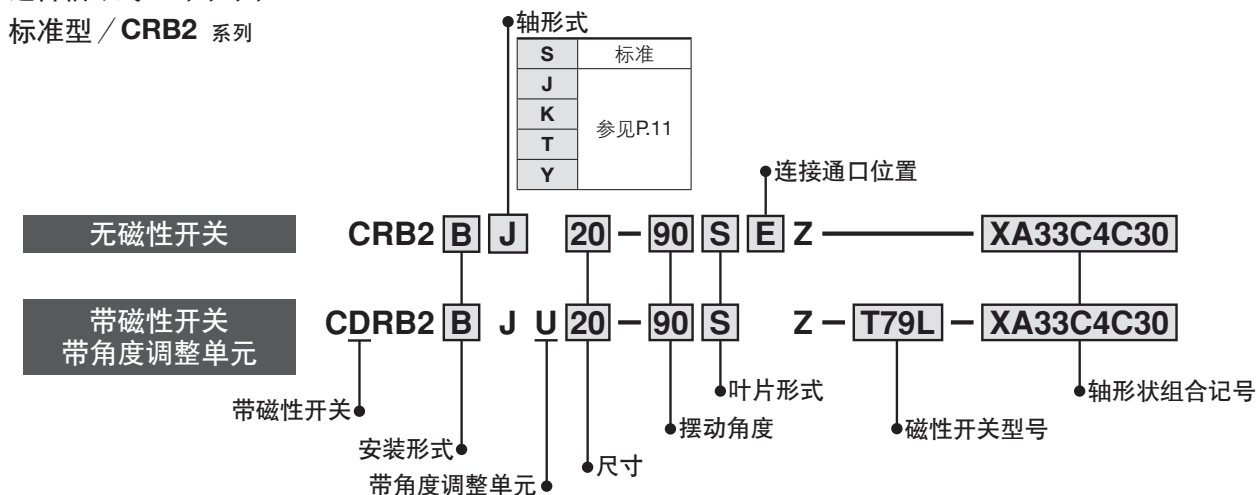 标准型／CRB2 系列
轴形式
S 标准
J
K
T
Y
参见P.11
连接通口位置
无磁性开关 CRB2 B J 20 － 90 S E Z XA33C4C30
带磁性开关
带角度调整单元
CDRB2 B J U 20 － 90 S Z － T79L － XA33C4C30
带磁性开关
安装形式
带角度调整单元
尺寸
摆动角度
叶片形式
磁性开关型号
轴形状组合记号